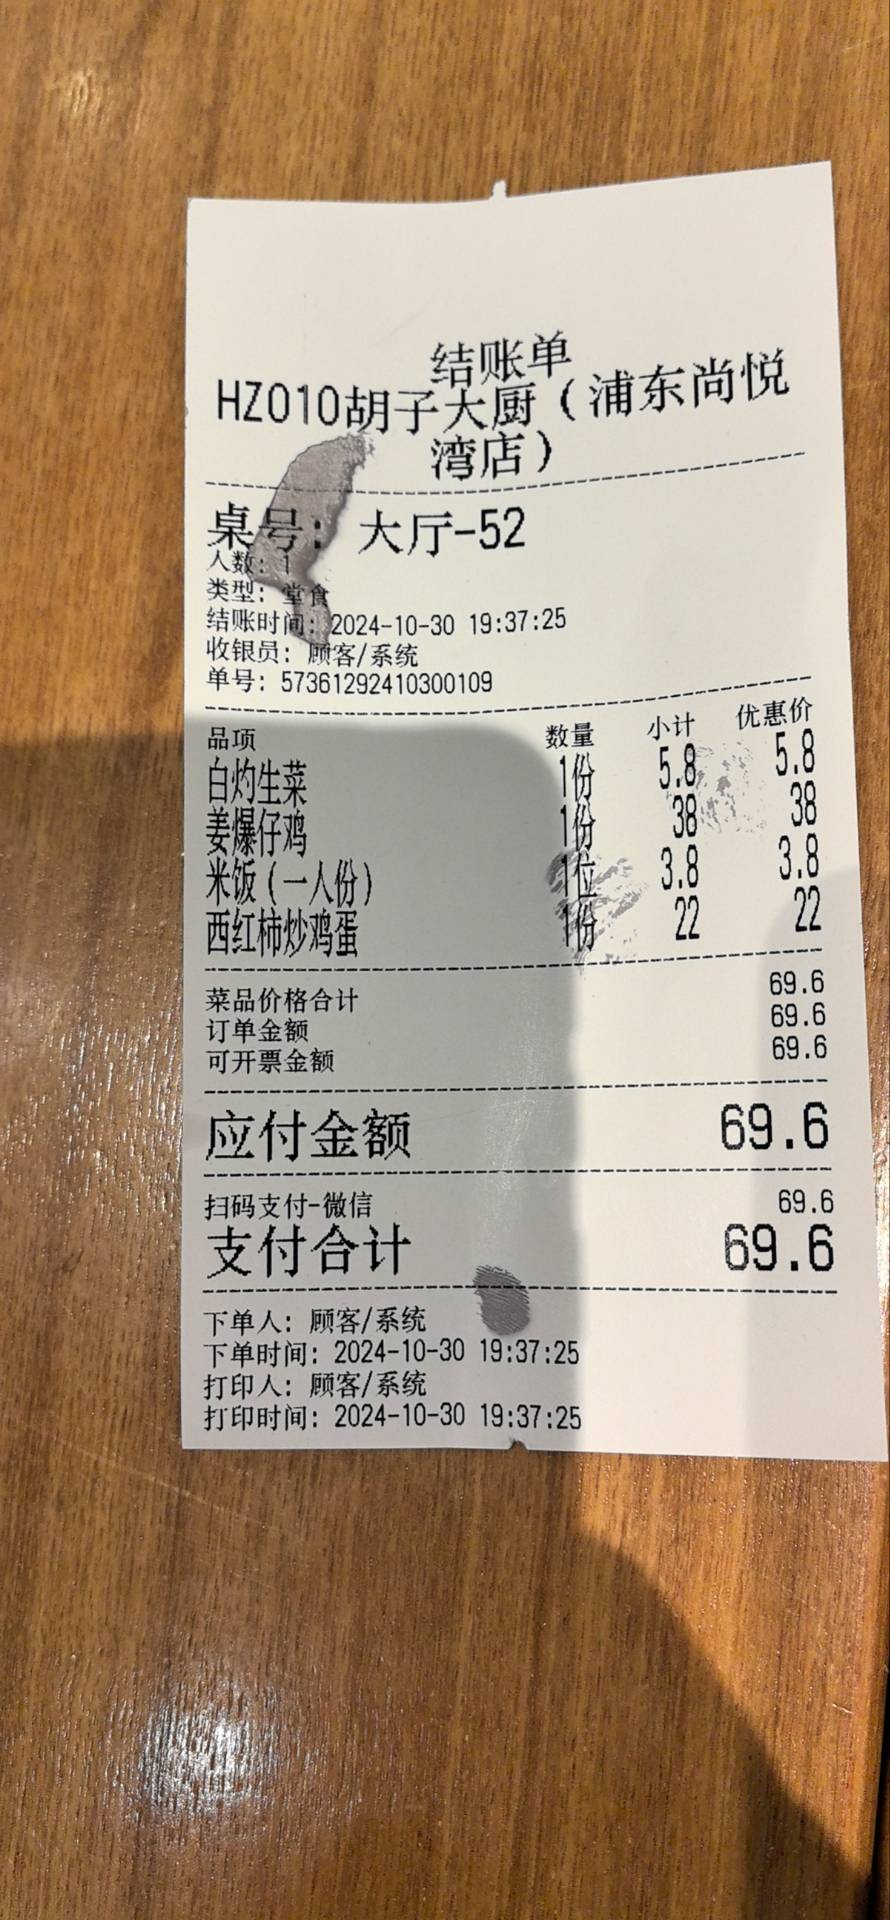 结账单
HZ010胡子大厨(浦东尚悦
湾店)
桌号: 大厅-52
人数: 1
类型: 堂食
结账时间: 2024-10-30 19:37:25
收银员: 顾客/系统
单号: 57361292410300109
品项 数量 小计 优惠价
白灼生菜 1份 5.8 5.8
姜爆仔鸡 1份 38 38
米饭(一人份) 1位 3.8 3.8
西红柿炒鸡蛋 1份 22 22
菜品价格合计 69.6
订单金额 69.6
可开票金额 69.6
应付金额 69.6
扫码支付-微信 69.6
支付合计 69.6
下单人: 顾客/系统
下单时间: 2024-10-30 19:37:25
打印人: 顾客/系统
打印时间: 2024-10-30 19:37:25